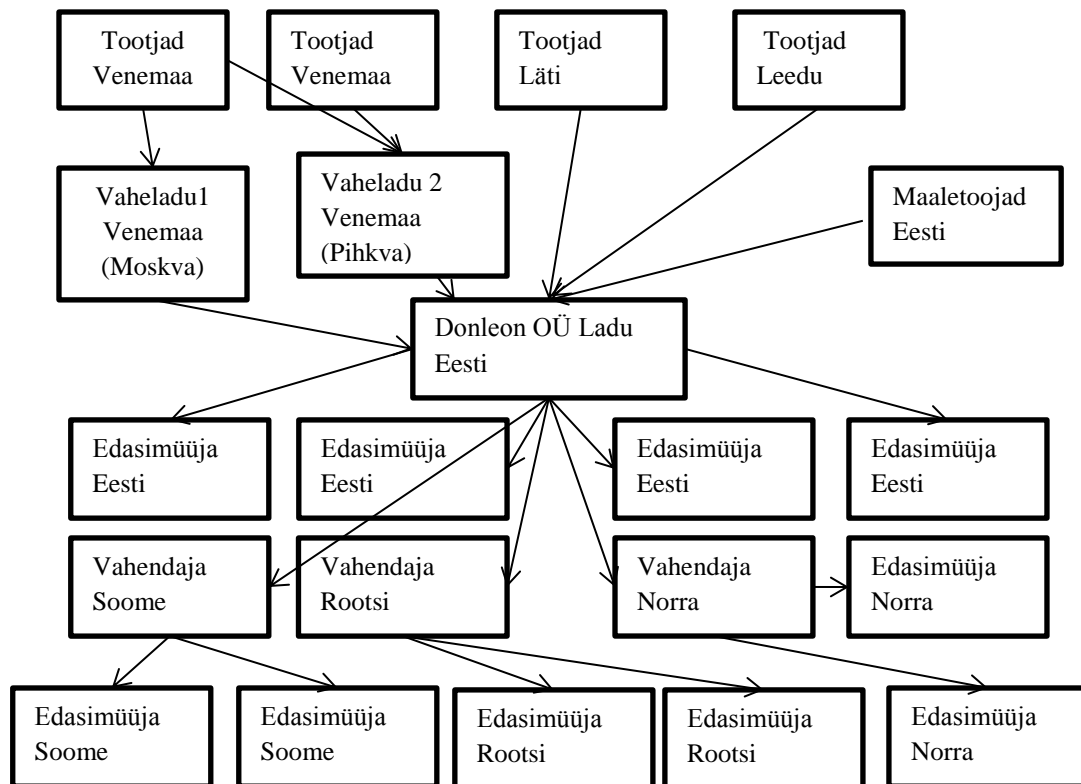 Tootjad
Venemaa
Tootjad
Venemaa
Tootjad
Läti
Tootjad
Leedu
Vaheladu1
Venemaa
(Moskva)
Vaheladu 2
Venemaa
(Pihkva)
Maaletoojad
Eesti
Donleon OÜ Ladu
Eesti
Edasimüüja
Eesti
Edasimüüja
Eesti
Edasimüüja
Eesti
Edasimüüja
Eesti
Vahendaja
Soome
Vahendaja
Rootsi
Vahendaja
Norra
Edasimüüja
Norra
Edasimüüja
Soome
Edasimüüja
Soome
Edasimüüja
Rootsi
Edasimüüja
Rootsi
Edasimüüja
Norra